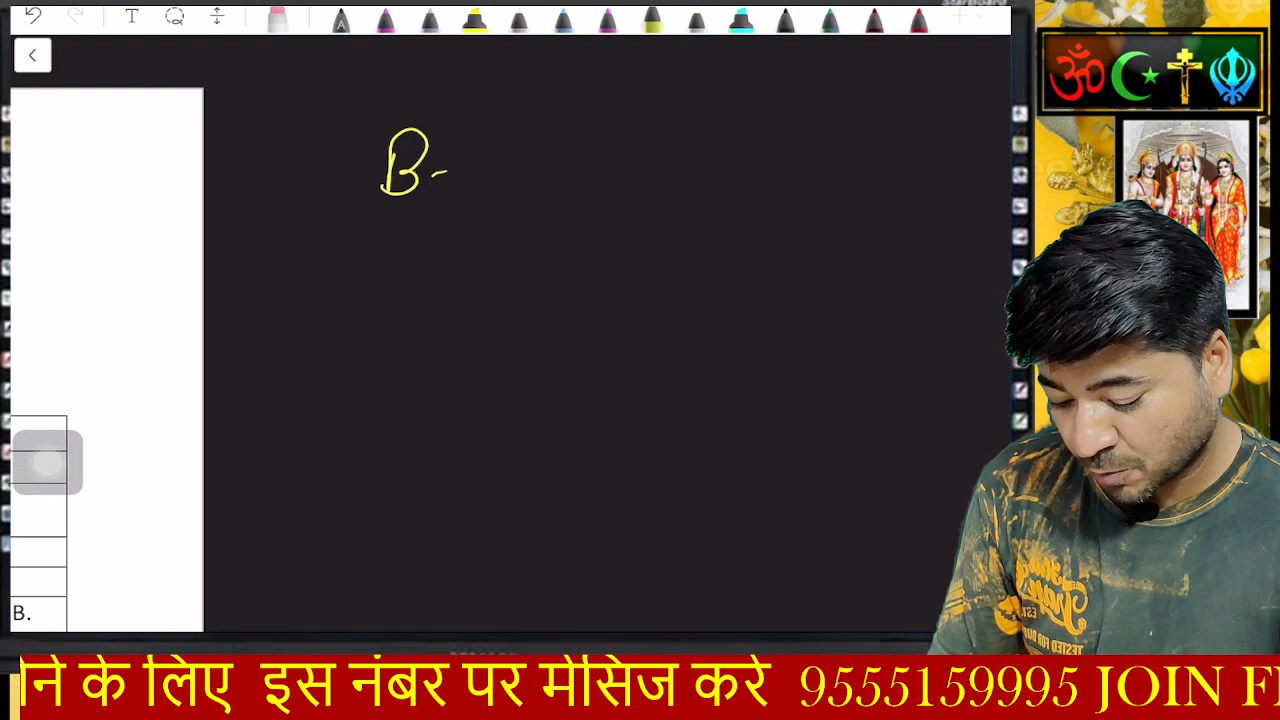 T
A
B-
B.
ने के लिए इस नंबर पर मेसिज करे 9555159995 JOIN